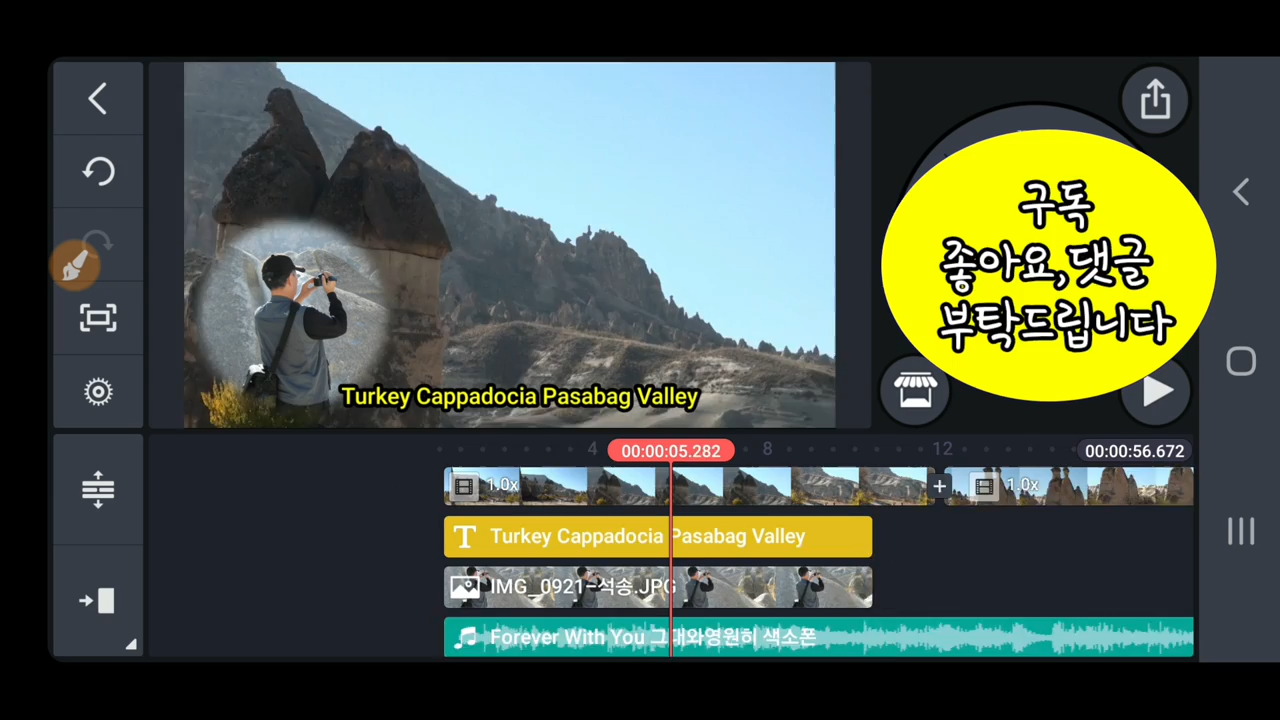 구독
좋아요,댓글
부탁드립니다
Turkey Cappadocia Pasabag Valley
4
00:00:05.282
8
12
00:00:56.672
1.0x
1.0x
T Turkey Cappadocia Pasabag Valley
IMG_0921-석송.JPG
Forever With You 그대와영원히 색소폰